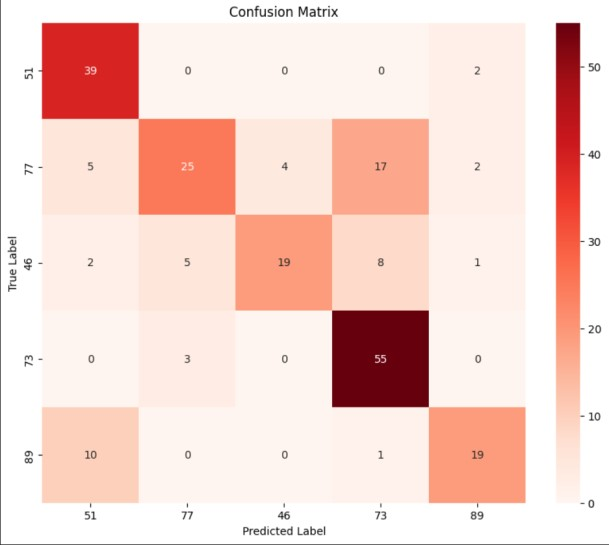 Confusion Matrix
51 39 0 0 0 2
77 5 25 4 17 2
46 2 5 19 8 1
73 0 3 0 55 0
89 10 0 0 1 19
51 77 46 73 89
True Label
Predicted Label
50
40
30
20
10
0